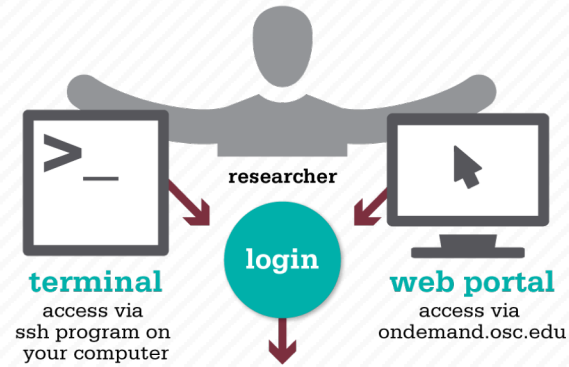 >_
researcher
login
terminal
access via
ssh program on
your computer
web portal
access via
ondemand.osc.edu